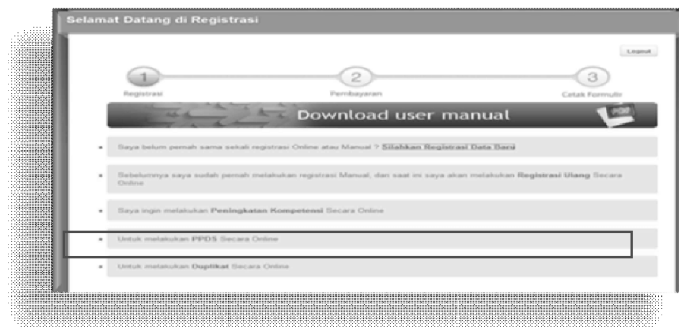 Selamat Datang di Registrasi
Logout
1
2
3
Registrasi
Pembayaran
Cetak Formulir
Download user manual
Saya belum pernah sama sekali registrasi Online atau Manual ? Silahkan Registrasi Data Baru
Sebelumnya saya sudah pernah melakukan registrasi Manual, dan saat ini saya akan melakukan Registrasi Ulang Secara
Online
Saya ingin melakukan Peningkatan Kompetensi Secara Online
Untuk melakukan PPDS Secara Online
Untuk melakukan Duplikat Secara Online